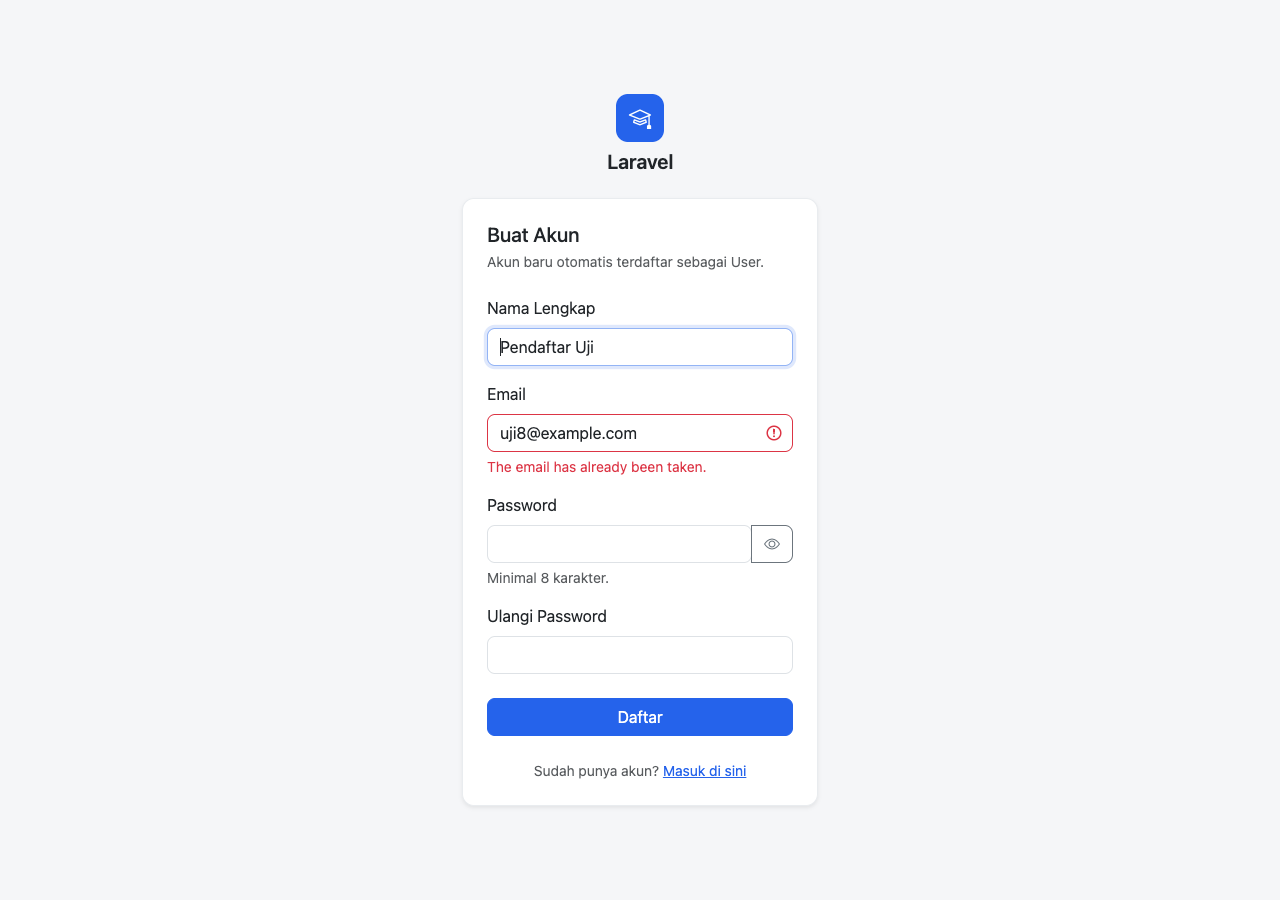 Laravel
Buat Akun
Akun baru otomatis terdaftar sebagai User.
Nama Lengkap
Pendaftar Uji
Email
uji8@example.com
The email has already been taken.
Password
Minimal 8 karakter.
Ulangi Password
Daftar
Sudah punya akun? Masuk di sini